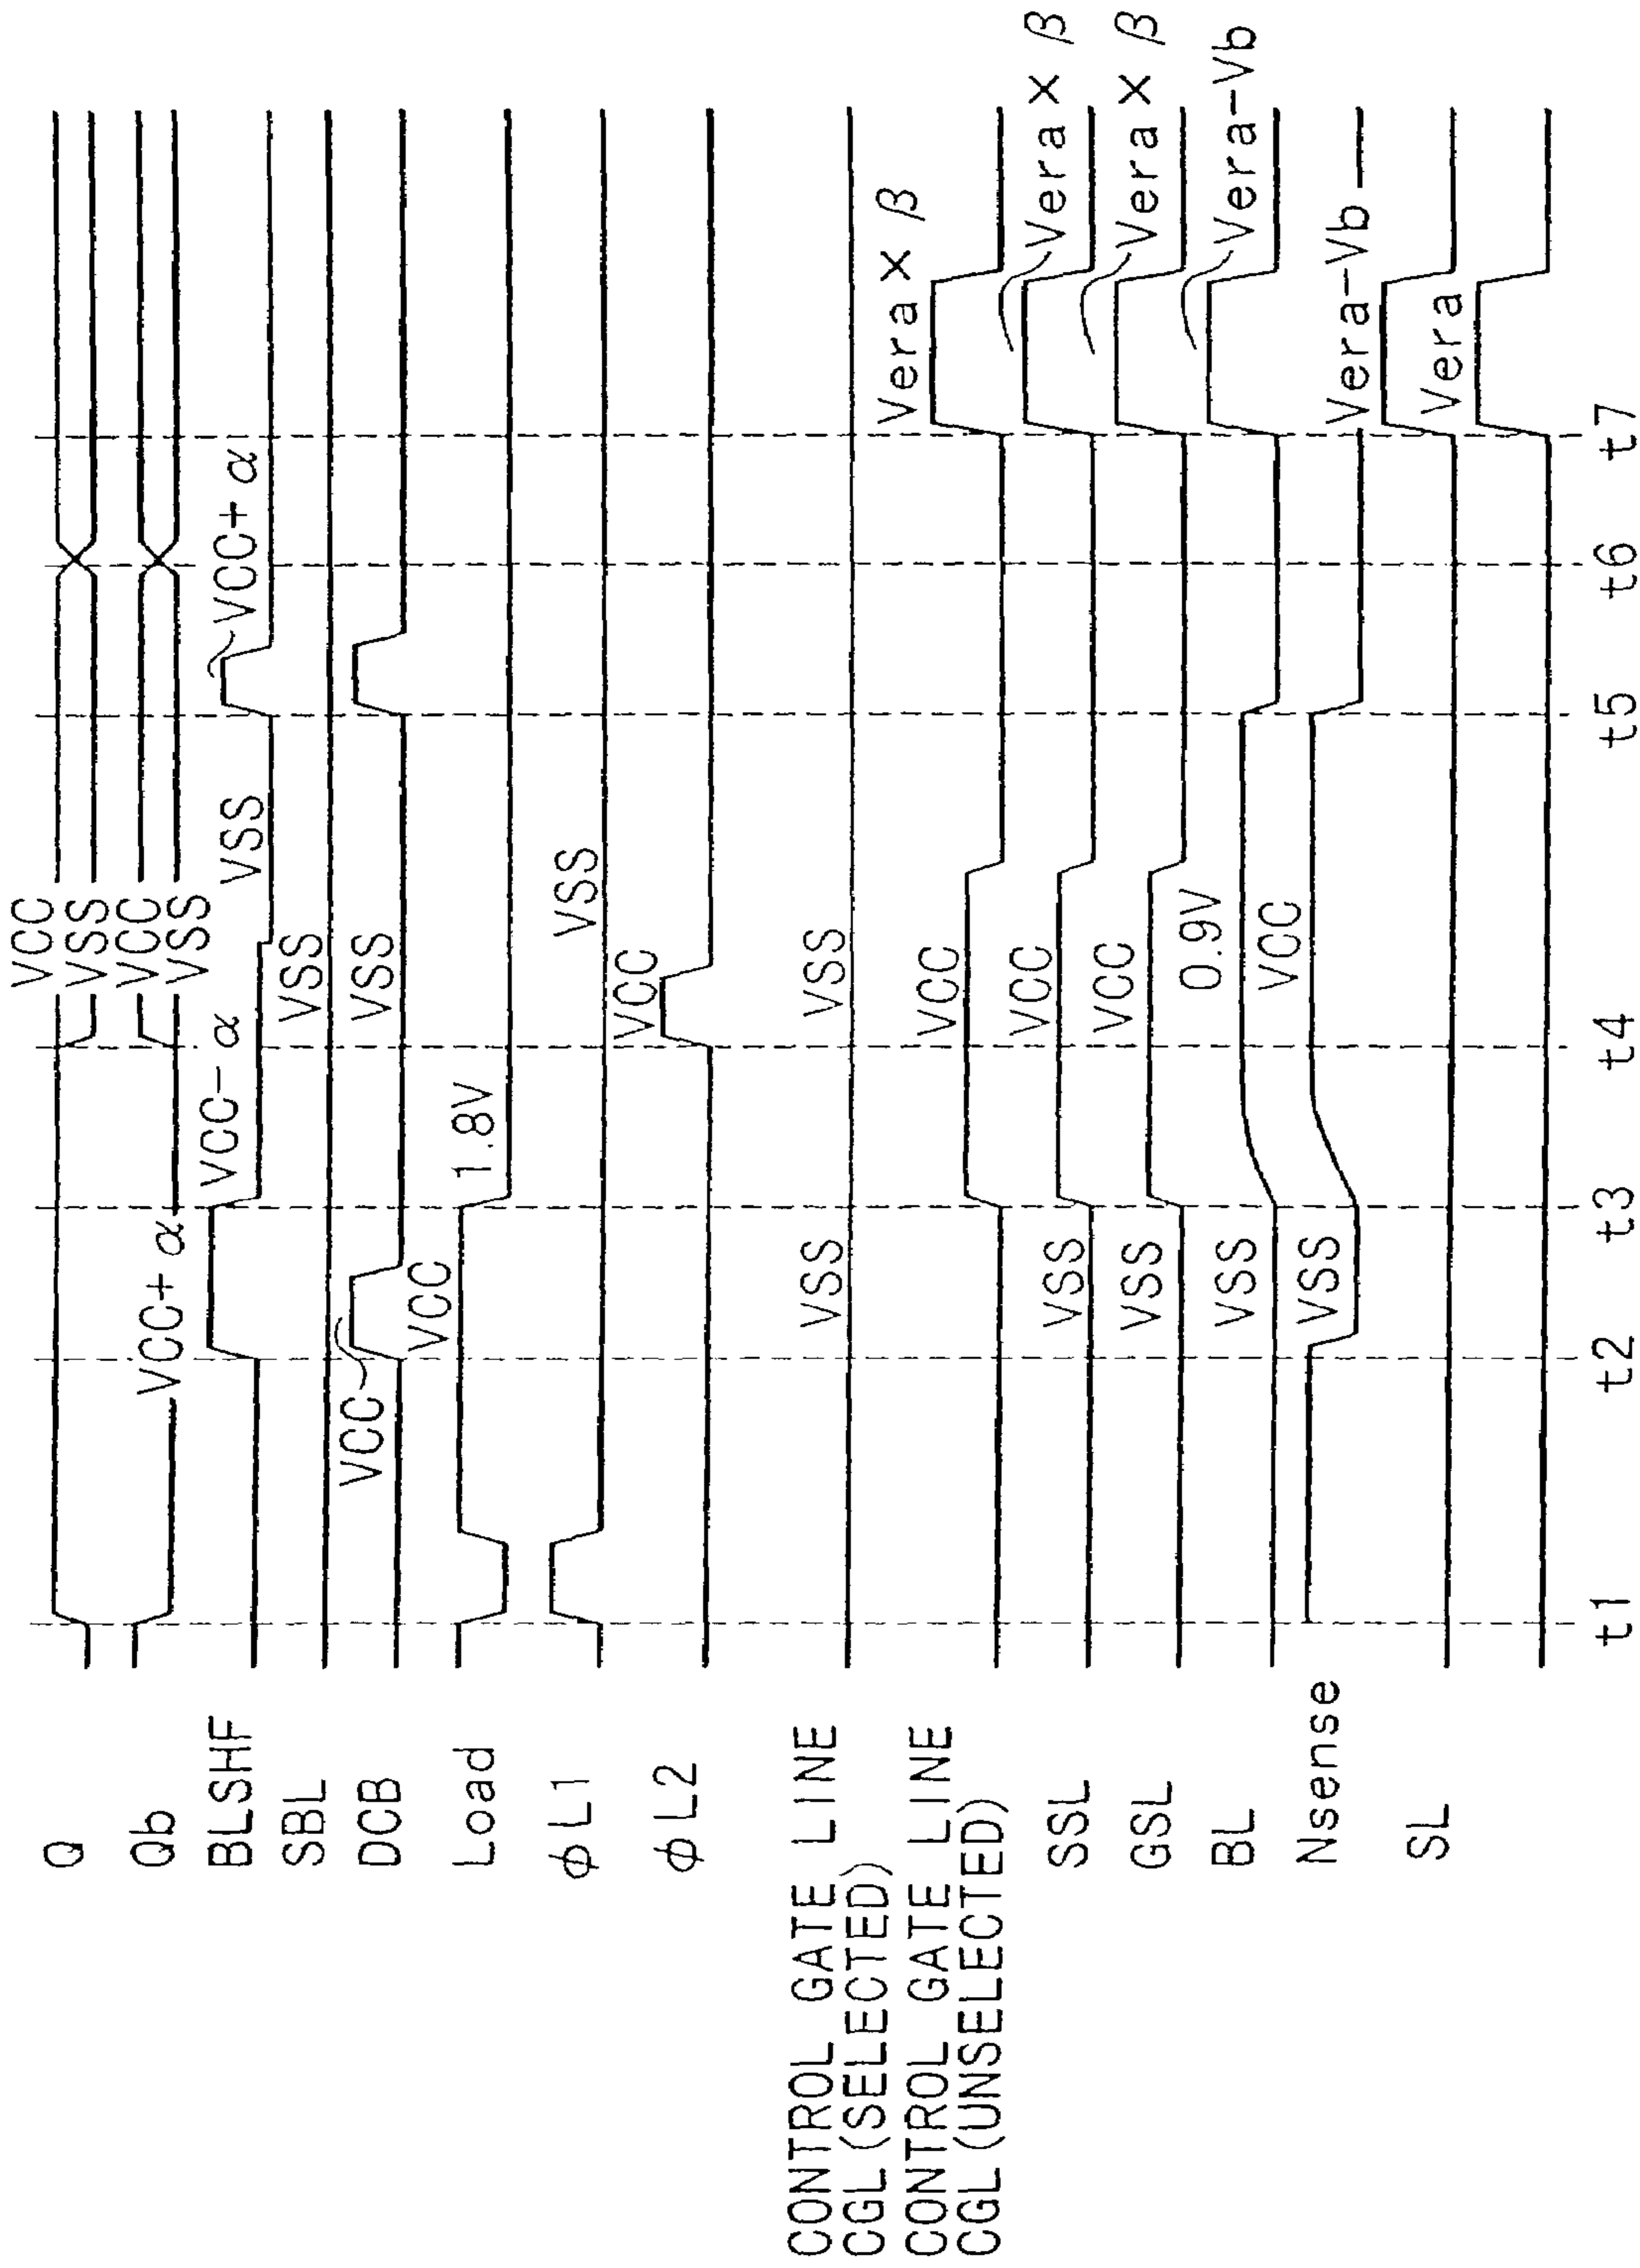 Q
VCC
VSS
Qb
VCC
VSS
VCC+α
BLSHF
VCC-α
VSS
VCC+α
SBL
VSS
DCB
VCC
VSS
Load
VCC
1.8V
φL1
VSS
φL2
VCC
CONTROL GATE LINE
CGL (SELECTED)
VSS
VSS
CONTROL GATE LINE
CGL (UNSELECTED)
VCC
Vera×β
SSL
VSS
VCC
Vera×β
GSL
VSS
VCC
Vera×β
BL
VSS
0.9V
Vera-Vb
Nsense
VSS
VCC
Vera-Vb
SL
Vera
t1
t2
t3
t4
t5
t6
t7